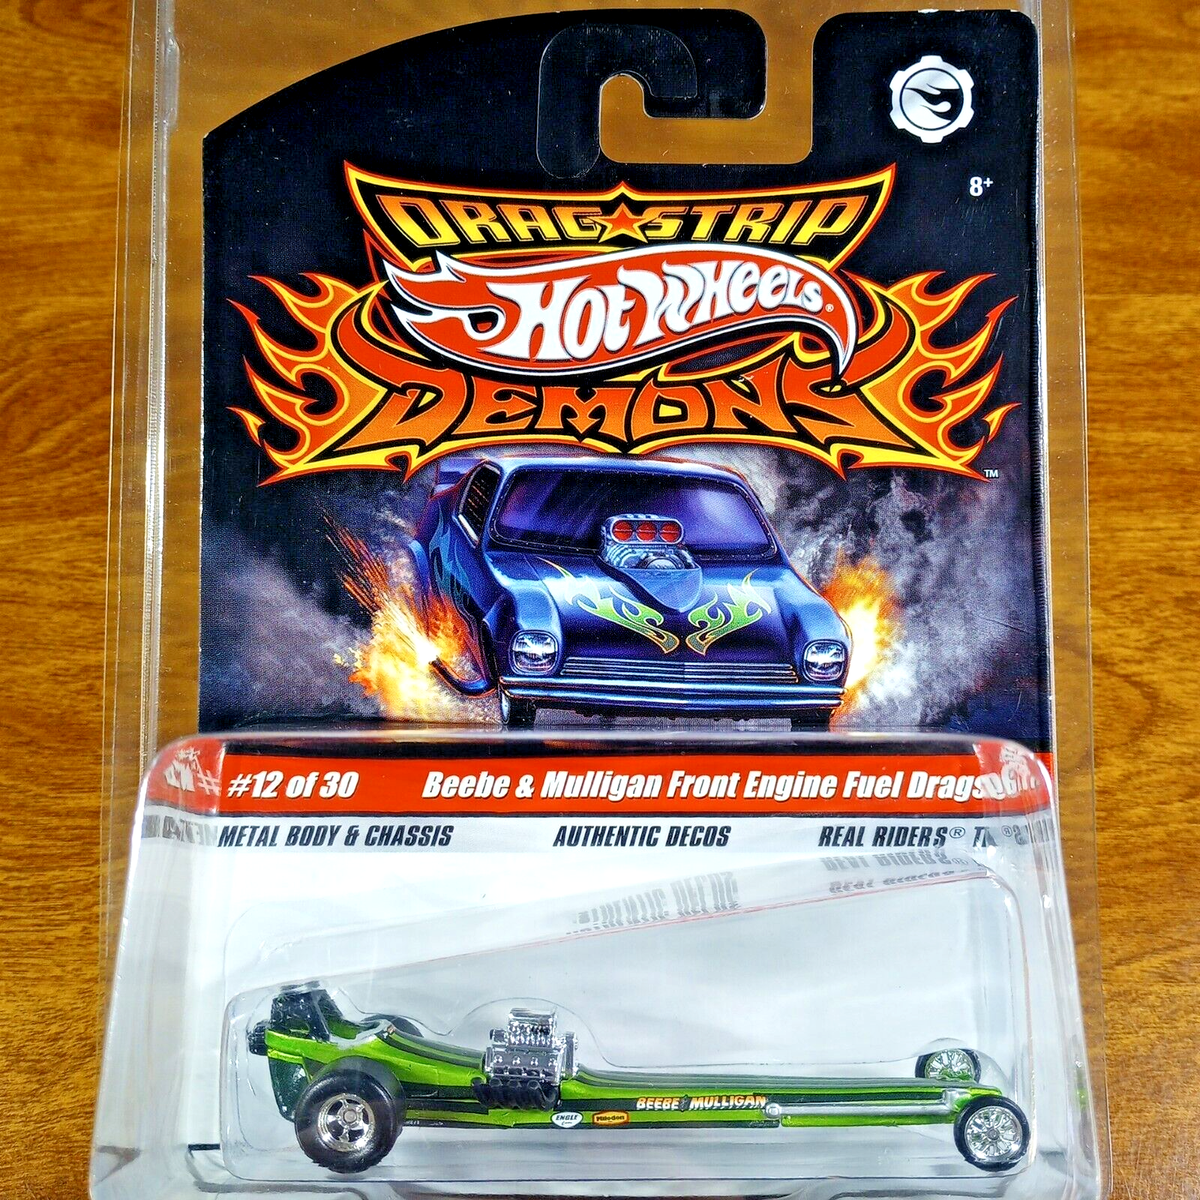 8+
DRAG STRIP
HOT WHEELS®
DEMONS
TM
#12 of 30 Beebe & Mulligan Front Engine Fuel
METAL BODY & CHASSIS AUTHENTIC DECOS REAL RIDERS®
BEEBE & MULLIGAN
ENGLE